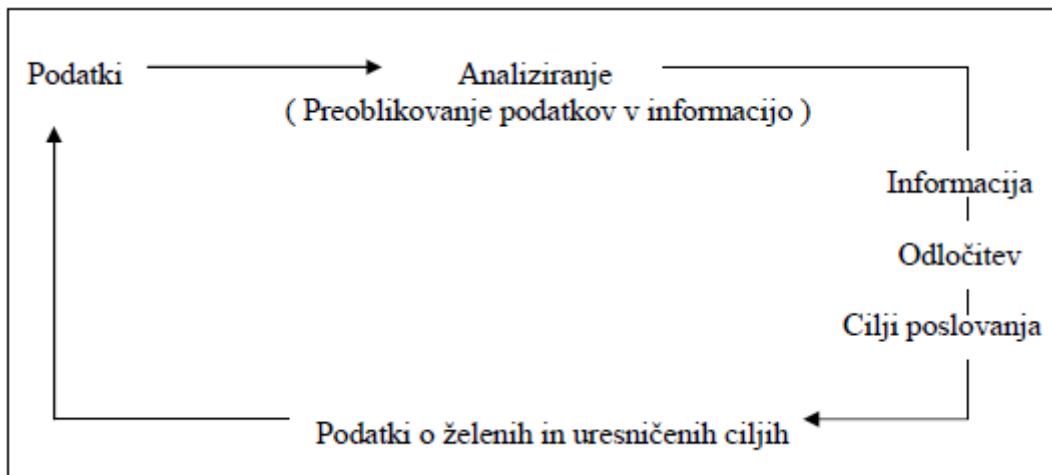 Podatki
Analiziranje
( Preoblikovanje podatkov v informacijo )
Informacija
Odločitev
Cilji poslovanja
Podatki o želenih in uresničenih ciljih